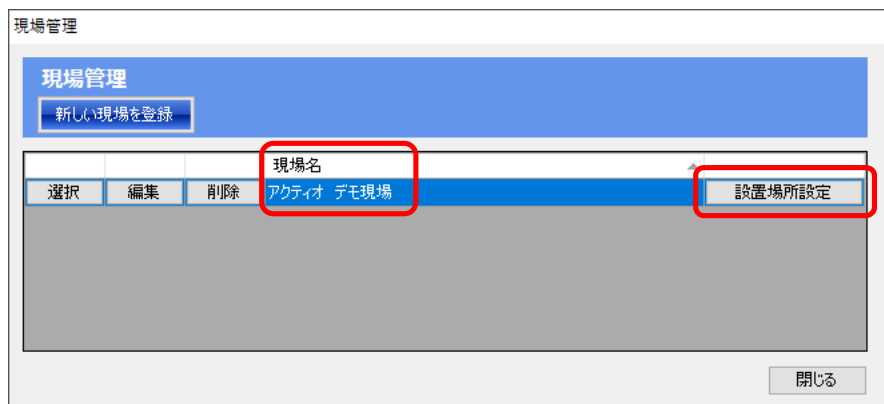 現場管理
現場管理
新しい現場を登録
現場名
選択 編集 削除 アクティオ デモ現場 設置場所設定
閉じる